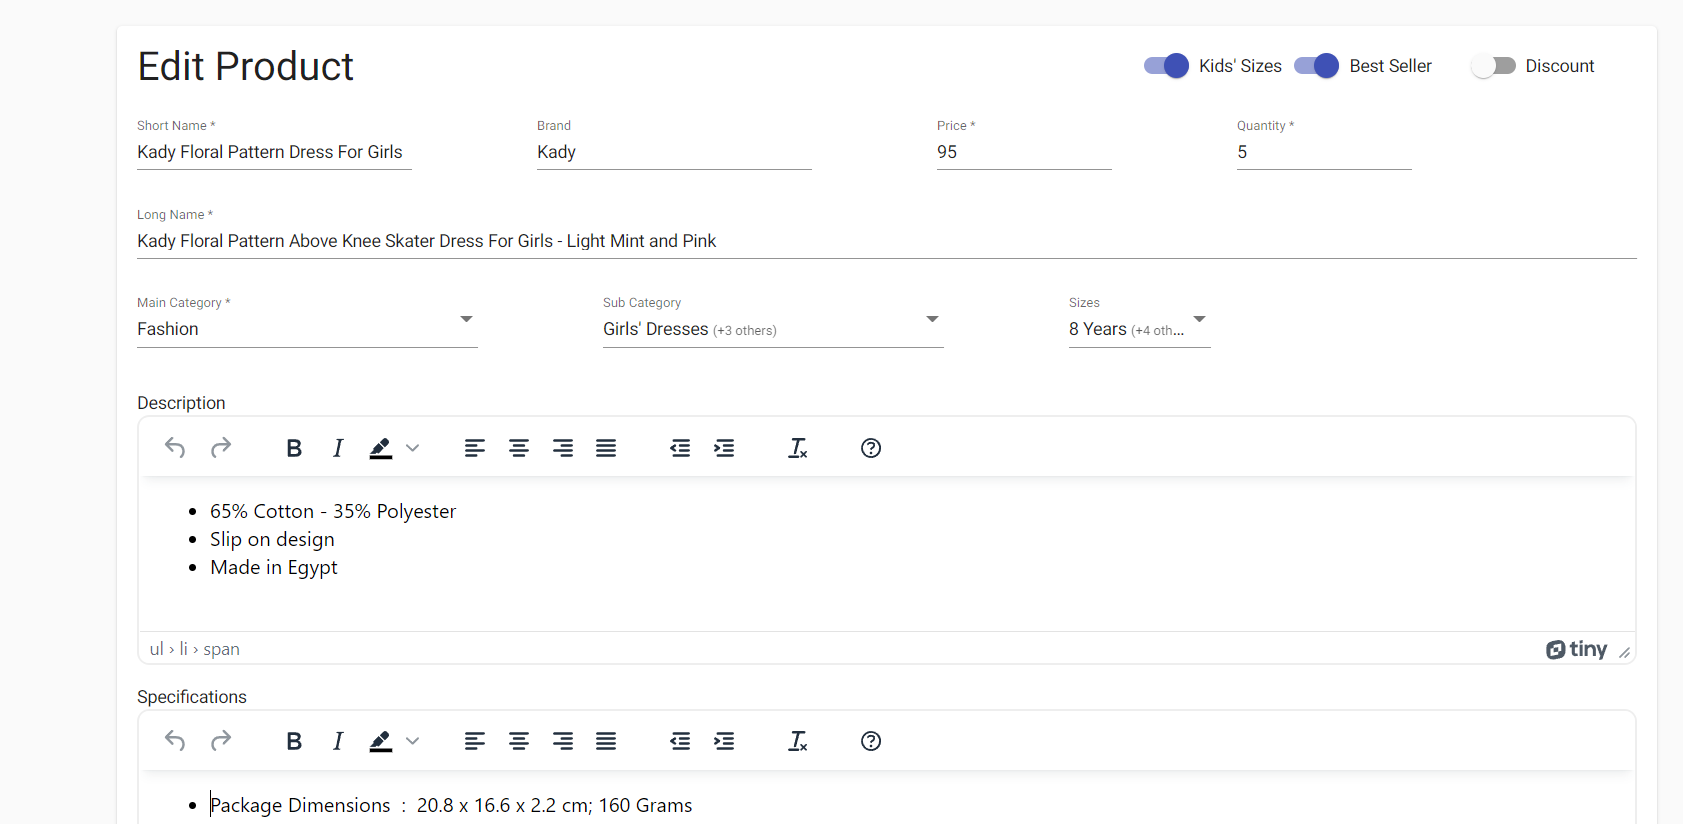 Edit Product
Kids' Sizes Best Seller Discount
Short Name * Brand Price * Quantity *
Kady Floral Pattern Dress For Girls Kady 95 5
Long Name *
Kady Floral Pattern Above Knee Skater Dress For Girls - Light Mint and Pink
Main Category * Sub Category Sizes
Fashion Girls' Dresses (+3 others) 8 Years (+4 oth...
Description
B I
65% Cotton - 35% Polyester
Slip on design
Made in Egypt
ul › li › span tiny
Specifications
B I
Package Dimensions : 20.8 x 16.6 x 2.2 cm; 160 Grams